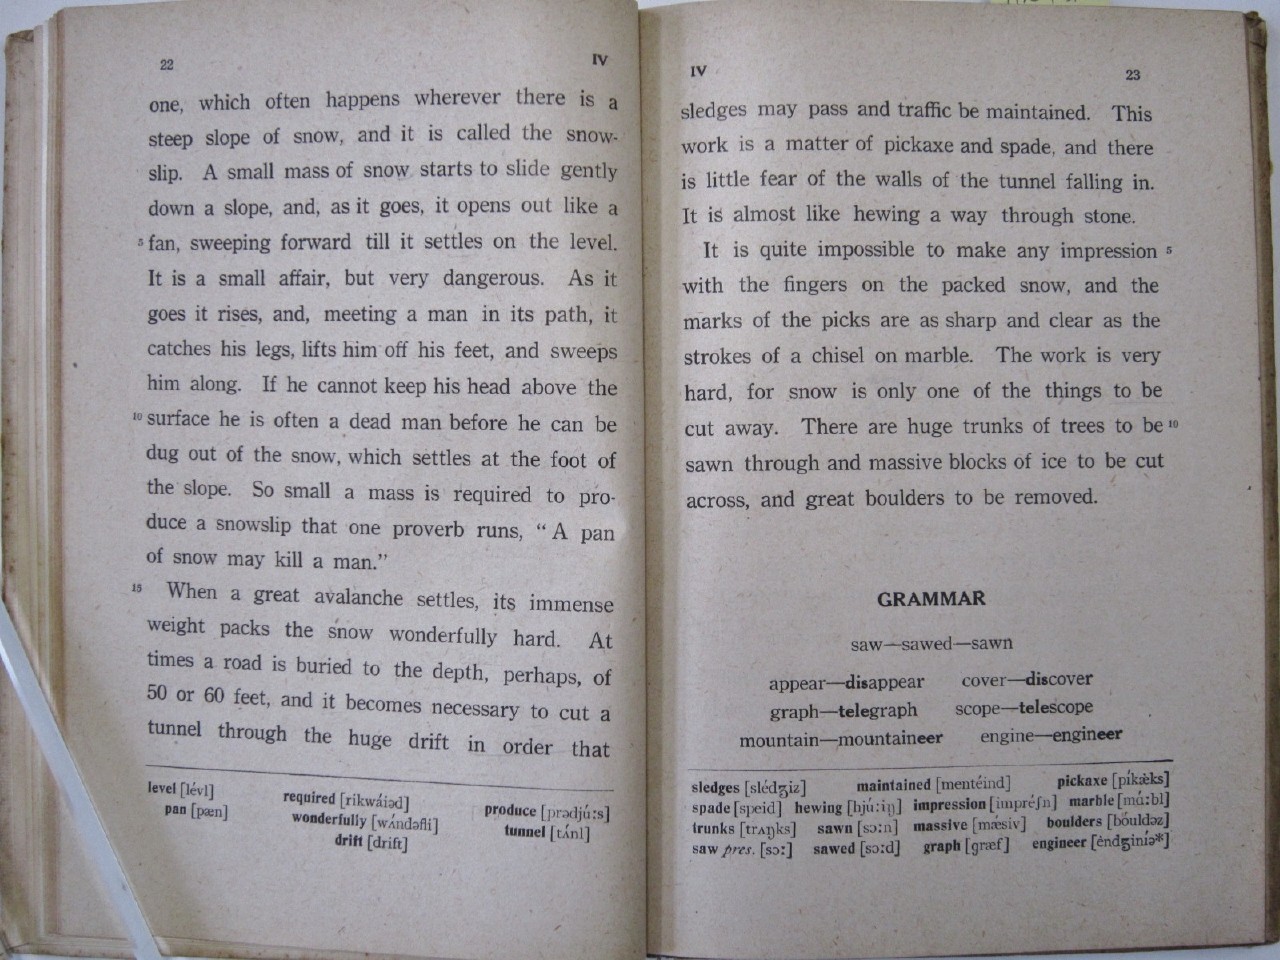 22
IV
one, which often happens wherever there is a
steep slope of snow, and it is called the snow-
slip. A small mass of snow starts to slide gently
down a slope, and, as it goes, it opens out like a
5 fan, sweeping forward till it settles on the level.
It is a small affair, but very dangerous. As it
goes it rises, and, meeting a man in its path, it
catches his legs, lifts him off his feet, and sweeps
him along. If he cannot keep his head above the
10 surface he is often a dead man before he can be
dug out of the snow, which settles at the foot of
the slope. So small a mass is required to pro-
duce a snowslip that one proverb runs, “A pan
of snow may kill a man.”
15 When a great avalanche settles, its immense
weight packs the snow wonderfully hard. At
times a road is buried to the depth, perhaps, of
50 or 60 feet, and it becomes necessary to cut a
tunnel through the huge drift in order that
level [lévl] required [rikwáiəd] produce [prədjú:s]
pan [pæn] wonderfully [wʌ́ndəfli] tunnel [tʌ́nl]
drift [drift]
IV
23
sledges may pass and traffic be maintained. This
work is a matter of pickaxe and spade, and there
is little fear of the walls of the tunnel falling in.
It is almost like hewing a way through stone.
It is quite impossible to make any impression 5
with the fingers on the packed snow, and the
marks of the picks are as sharp and clear as the
strokes of a chisel on marble. The work is very
hard, for snow is only one of the things to be
cut away. There are huge trunks of trees to be 10
sawn through and massive blocks of ice to be cut
across, and great boulders to be removed.
GRAMMAR
saw—sawed—sawn
appear—disappear cover—discover
graph—telegraph scope—telescope
mountain—mountaineer engine—engineer
sledges [slédʒiz] maintained [mentéind] pickaxe [píkæks]
spade [speid] hewing [hjú:iŋ] impression [impréʃn] marble [má:bl]
trunks [trʌŋks] sawn [sɔ:n] massive [mǽsiv] boulders [bóuldəz]
saw pres. [sɔ:] sawed [sɔ:d] graph [græf] engineer [èndʒiníə*]